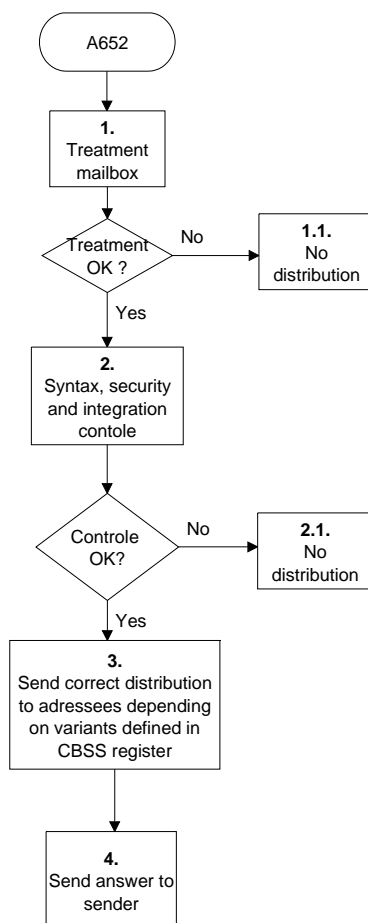 A652
1.
Treatment
mailbox
Treatment
OK ?
No
1.1.
No
distribution
Yes
2.
Syntax, security
and integration
contole
Controle
OK?
No
2.1.
No
distribution
Yes
3.
Send correct distribution
to adressees depending
on variants defined in
CBSS register
4.
Send answer to
sender